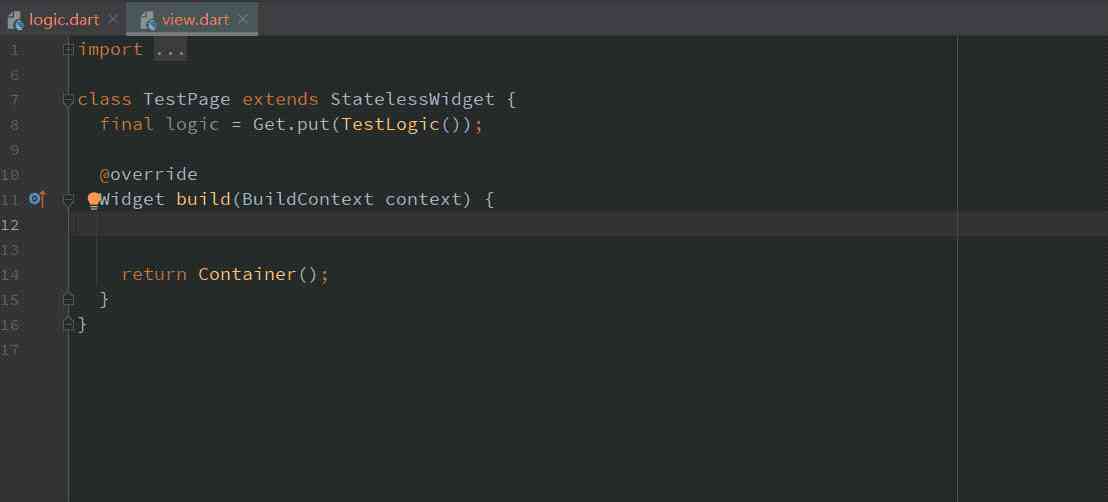 logic.dart view.dart
1 import ...
6
7 class TestPage extends StatelessWidget {
8 final logic = Get.put(TestLogic());
9
10 @override
11 Widget build(BuildContext context) {
12
13
14 return Container();
15 }
16 }
17